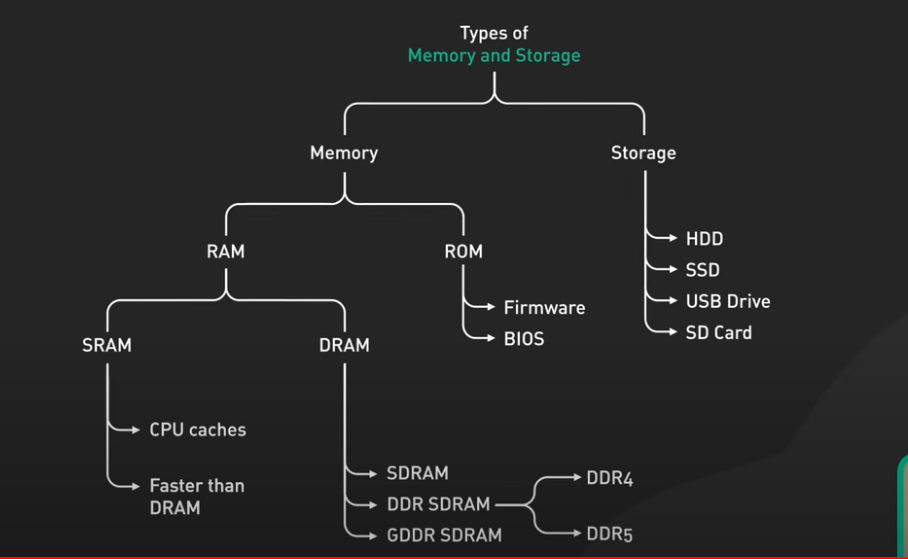 Types of
Memory and Storage
Memory
Storage
RAM
ROM
HDD
SSD
USB Drive
SD Card
Firmware
BIOS
SRAM
DRAM
CPU caches
Faster than
DRAM
SDRAM
DDR SDRAM
GDDR SDRAM
DDR4
DDR5